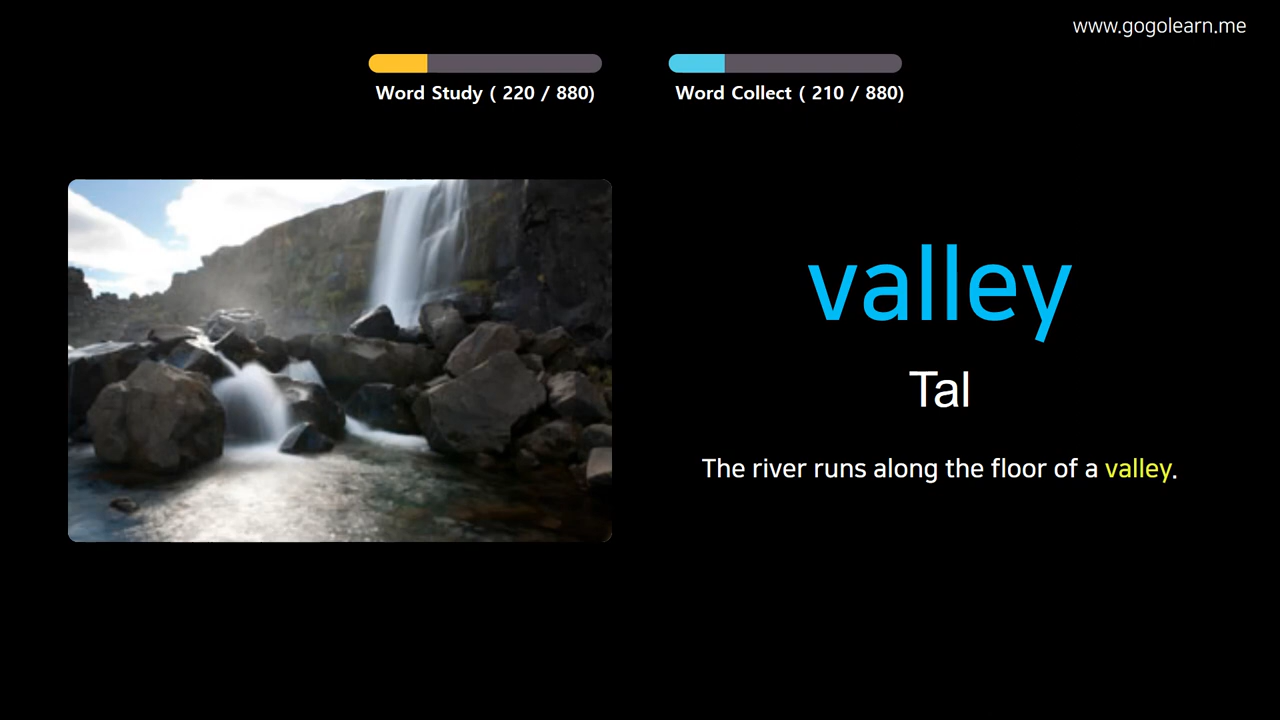 www.gogolearn.me
Word Study ( 220 / 880)
Word Collect ( 210 / 880)
valley
Tal
The river runs along the floor of a valley.